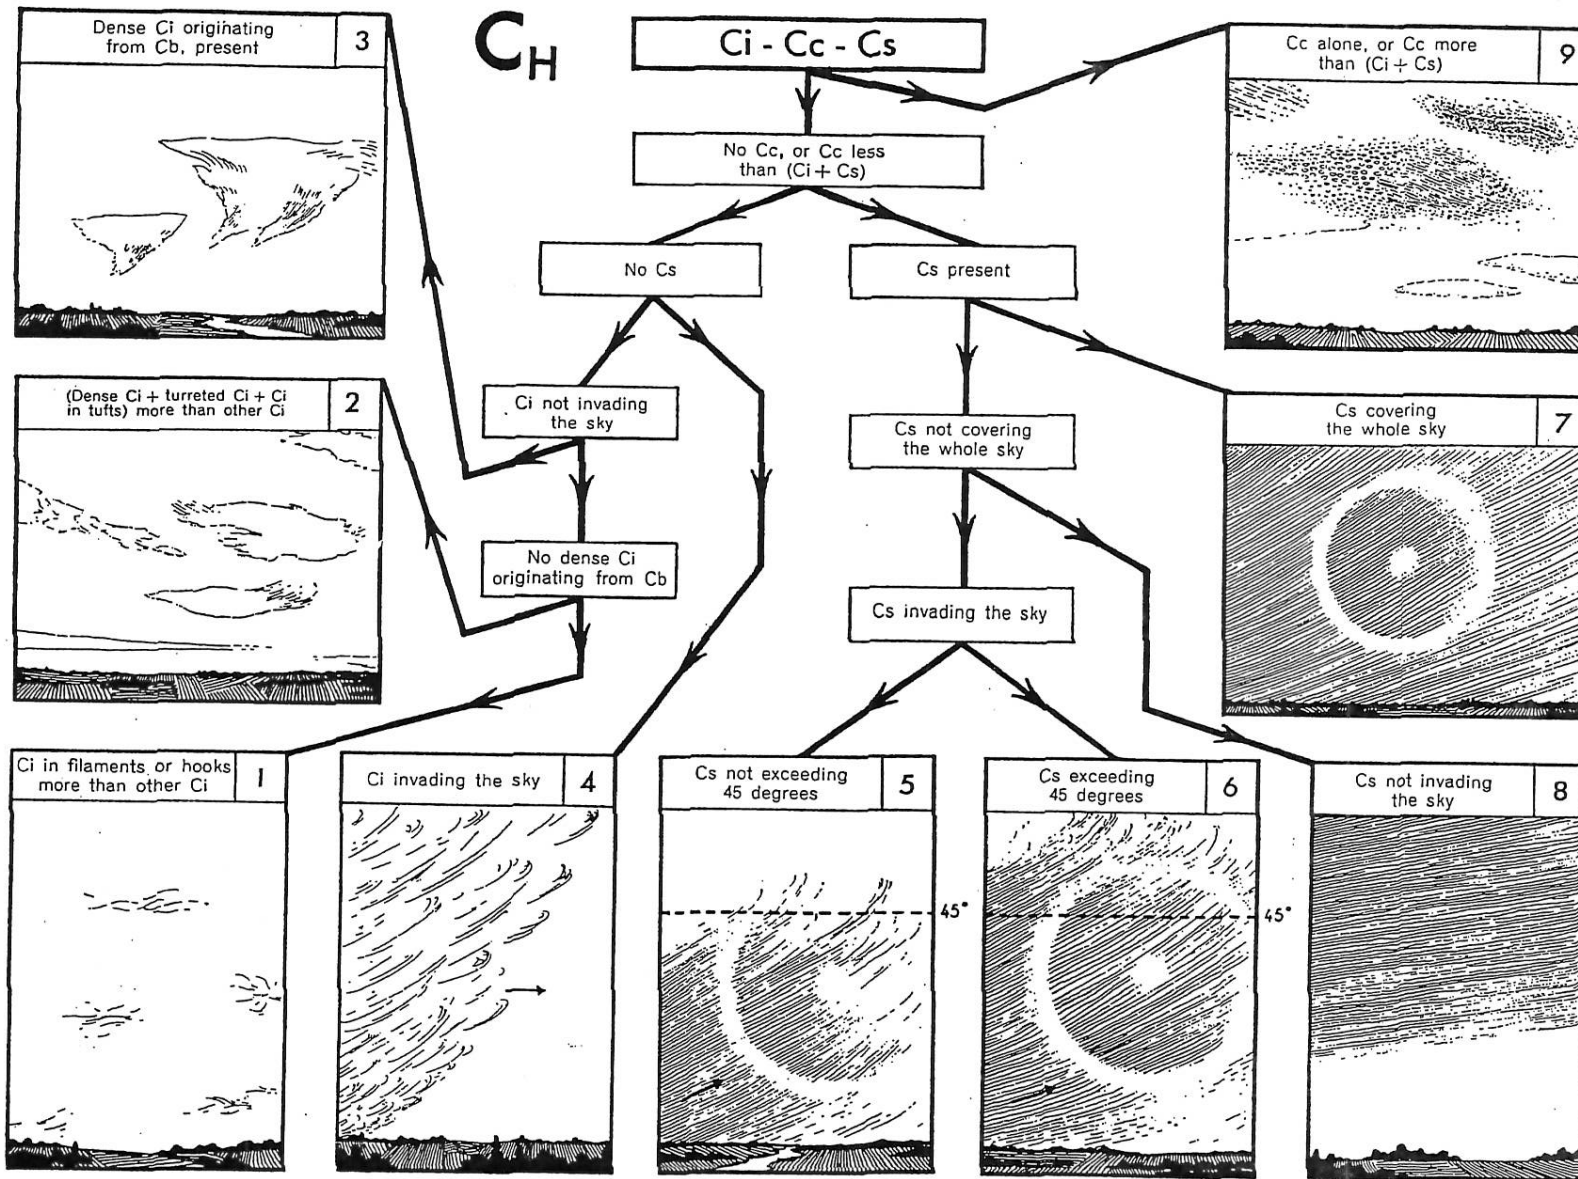 C_H
Ci - Cc - Cs
Dense Ci originating
from Cb, present
3
Cc alone, or Cc more
than (Ci + Cs)
9
No Cc, or Cc less
than (Ci + Cs)
No Cs
Cs present
(Dense Ci + turreted Ci + Ci
in tufts) more than other Ci
2
Ci not invading
the sky
Cs not covering
the whole sky
Cs covering
the whole sky
7
No dense Ci
originating from Cb
Cs invading the sky
Ci in filaments or hooks
more than other Ci
1
Ci invading the sky
4
Cs not exceeding
45 degrees
5
45°
Cs exceeding
45 degrees
6
45°
Cs not invading
the sky
8